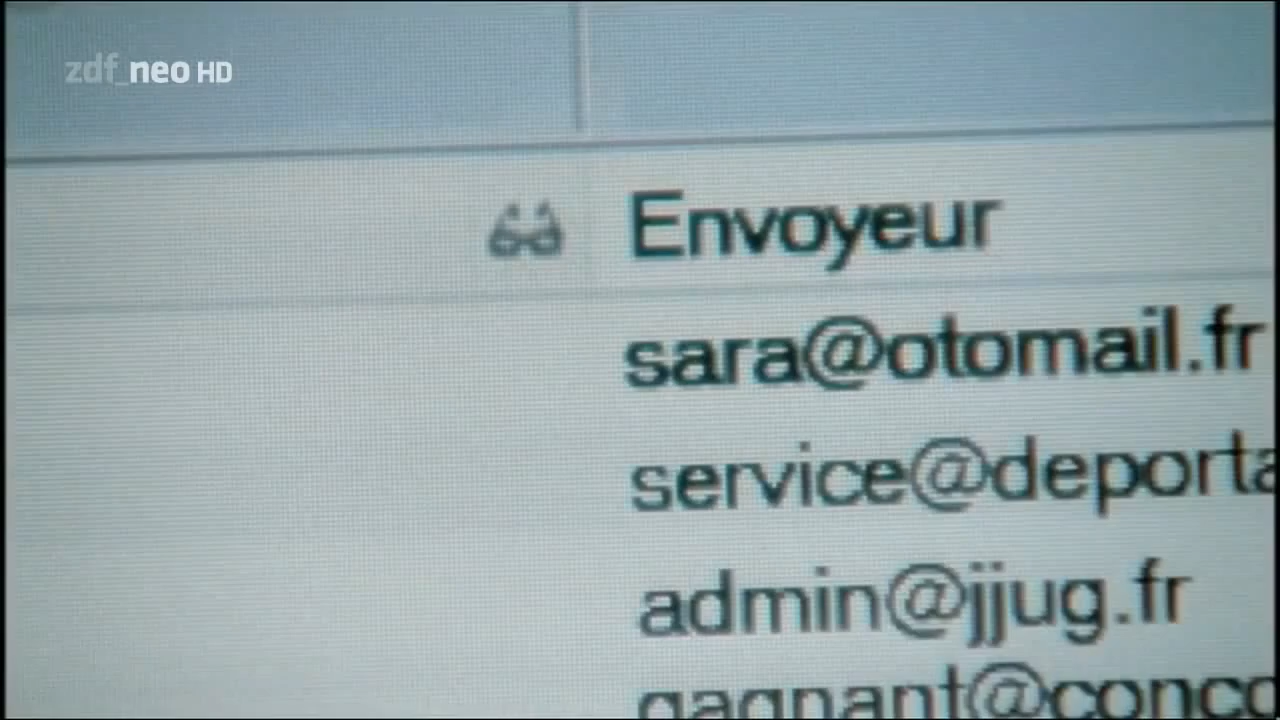 zdf_neo HD
Envoyeur
sara@otomail.fr
service@deporta
admin@jjug.fr
gagnant@conco